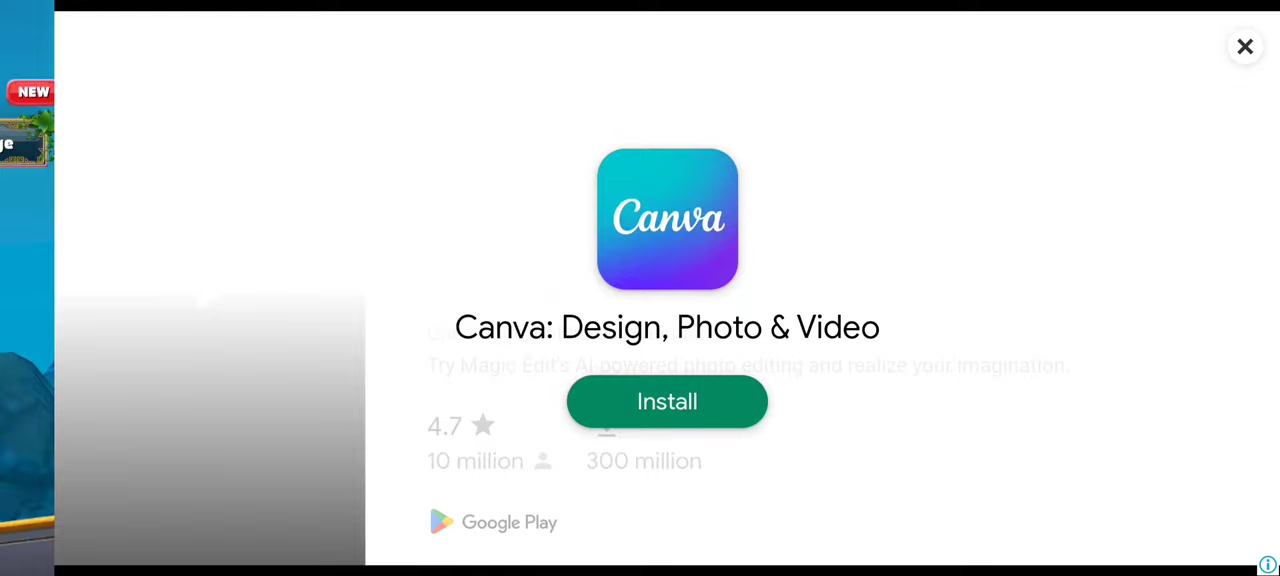 NEW
ge
Canva
Canva: Design, Photo & Video
Try Magic Edit's AI-powered photo editing and realize your imagination.
Install
4.7
10 million 300 million
Google Play